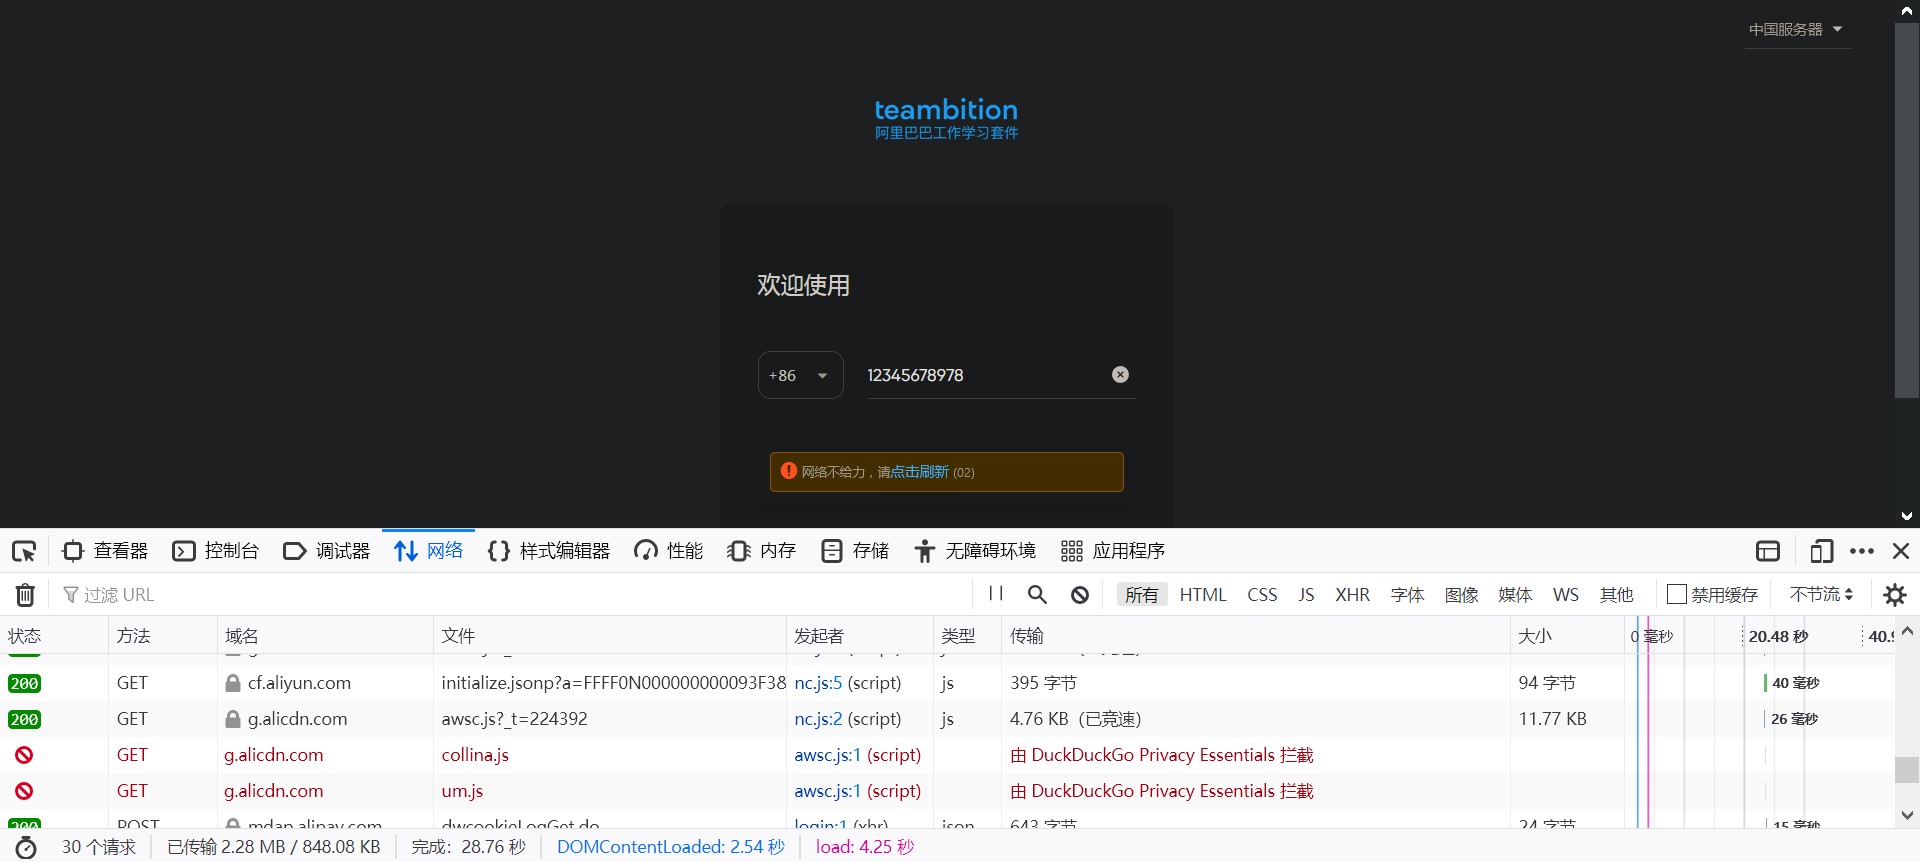 中国服务器
teambition
阿里巴巴工作学习套件
欢迎使用
+86 12345678978
网络不给力，请点击刷新 (02)
查看器 控制台 调试器 网络 样式编辑器 性能 内存 存储 无障碍环境 应用程序
过滤 URL 所有 HTML CSS JS XHR 字体 图像 媒体 WS 其他 禁用缓存 不节流
状态 方法 域名 文件 发起者 类型 传输 大小 0 毫秒 20.48 秒 40.9
200 GET cf.aliyun.com initialize.jsonp?a=FFFF0N000000000093F38 nc.js:5 (script) js 395 字节 94 字节 40 毫秒
200 GET g.alicdn.com awsc.js?_t=224392 nc.js:2 (script) js 4.76 KB（已竞速） 11.77 KB 26 毫秒
GET g.alicdn.com collina.js awsc.js:1 (script) 由 DuckDuckGo Privacy Essentials 拦截
GET g.alicdn.com um.js awsc.js:1 (script) 由 DuckDuckGo Privacy Essentials 拦截
200 POST mdap.alipay.com dwcookieLogGet.do login:1 (xhr) json 643 字节 24 字节 15 毫秒
30 个请求 已传输 2.28 MB / 848.08 KB 完成：28.76 秒 DOMContentLoaded: 2.54 秒 load: 4.25 秒